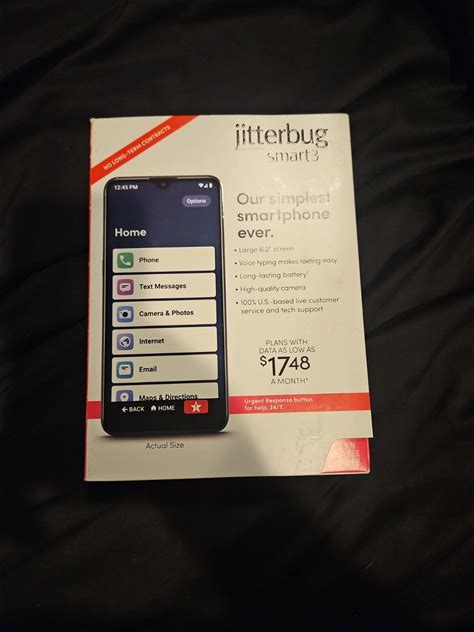 NO LONG-TERM CONTRACTS
jitterbug
smart3
12:45 PM
Options
Home
Phone
Text Messages
Camera & Photos
Internet
Email
Maps & Directions
BACK
HOME
Actual Size
Our simplest
smartphone
ever.
• Large 6.2" screen
• Voice typing makes texting easy
• Long-lasting battery†
• High-quality camera
• 100% U.S.-based live customer
service and tech support
PLANS WITH
DATA AS LOW AS
$1748
A MONTH*
Urgent Response button
for help, 24/7.